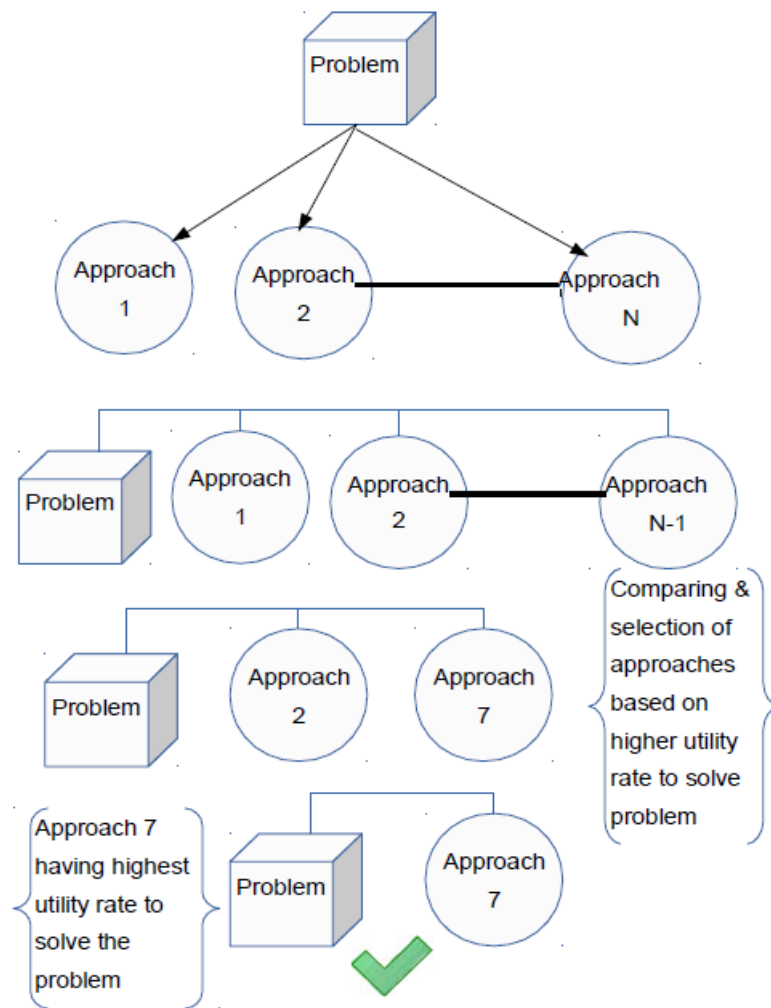 Problem
Approach
1
Approach
2
Approach
N
Problem
Approach
1
Approach
2
Approach
N-1
Problem
Approach
2
Approach
7
Comparing &
selection of
approaches
based on
higher utility
rate to solve
problem
Approach 7
having highest
utility rate to
solve the
problem
Problem
Approach
7